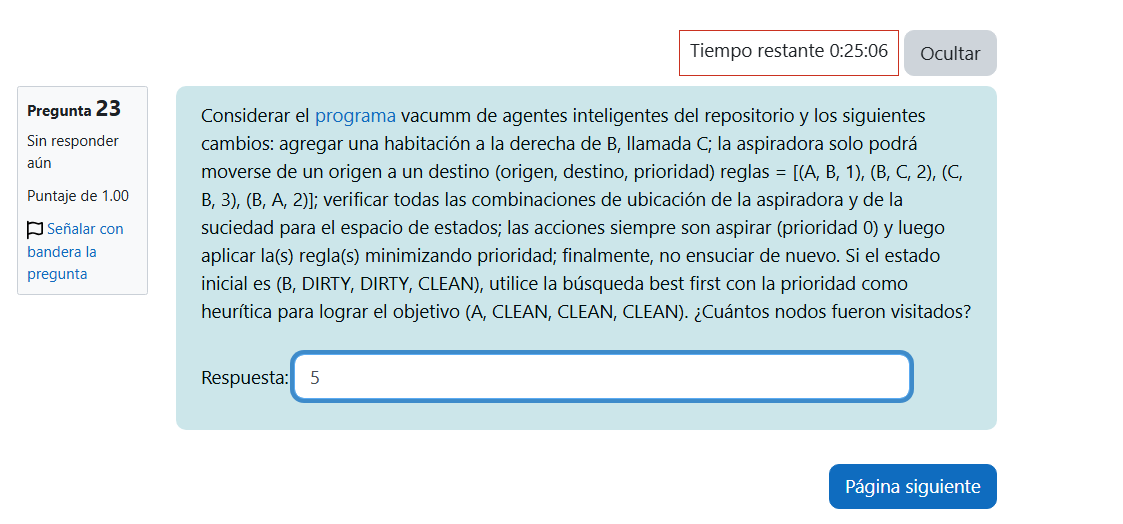 Tiempo restante 0:25:06
Ocultar
Pregunta 23
Sin responder
aún
Puntaje de 1.00
Señalar con
bandera la
pregunta
Considerar el programa vacumm de agentes inteligentes del repositorio y los siguientes
cambios: agregar una habitación a la derecha de B, llamada C; la aspiradora solo podrá
moverse de un origen a un destino (origen, destino, prioridad) reglas = [(A, B, 1), (B, C, 2), (C,
B, 3), (B, A, 2)]; verificar todas las combinaciones de ubicación de la aspiradora y de la
suciedad para el espacio de estados; las acciones siempre son aspirar (prioridad 0) y luego
aplicar la(s) regla(s) minimizando prioridad; finalmente, no ensuciar de nuevo. Si el estado
inicial es (B, DIRTY, DIRTY, CLEAN), utilice la búsqueda best first con la prioridad como
heurítica para lograr el objetivo (A, CLEAN, CLEAN, CLEAN). ¿Cuántos nodos fueron visitados?
Respuesta: 5
Página siguiente